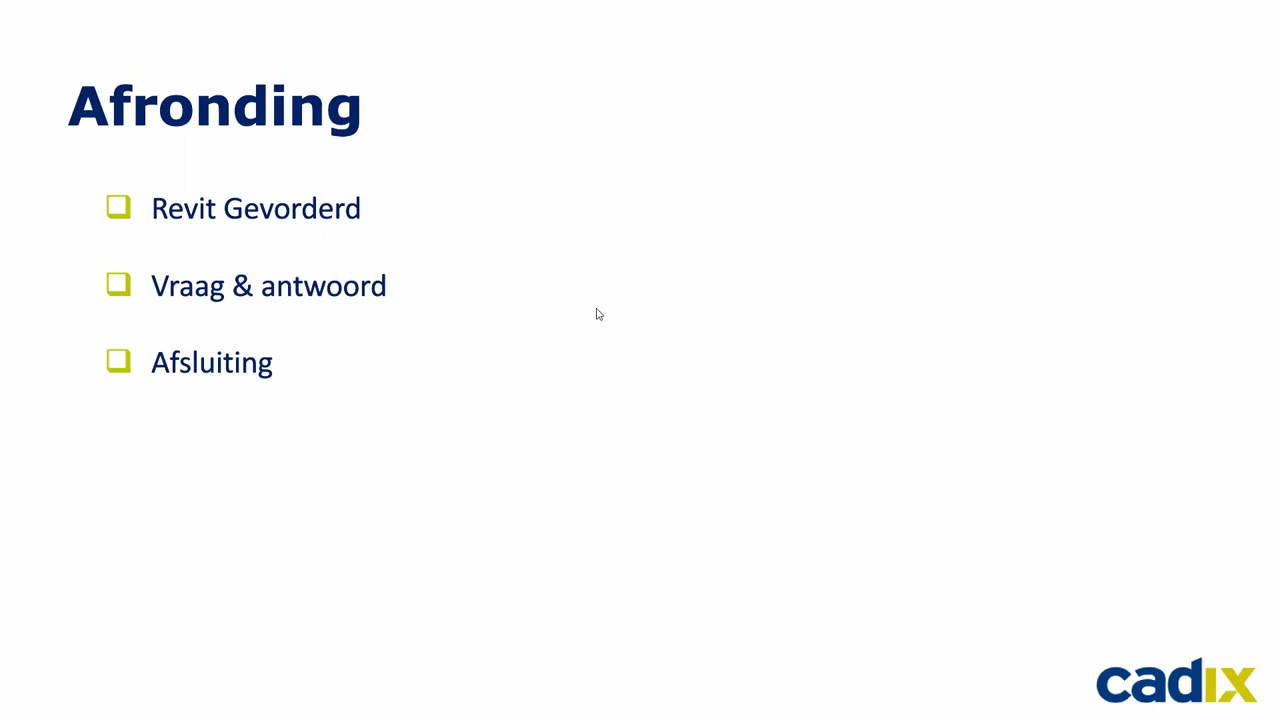 Afronding
Revit Gevorderd
Vraag & antwoord
Afsluiting
cadix